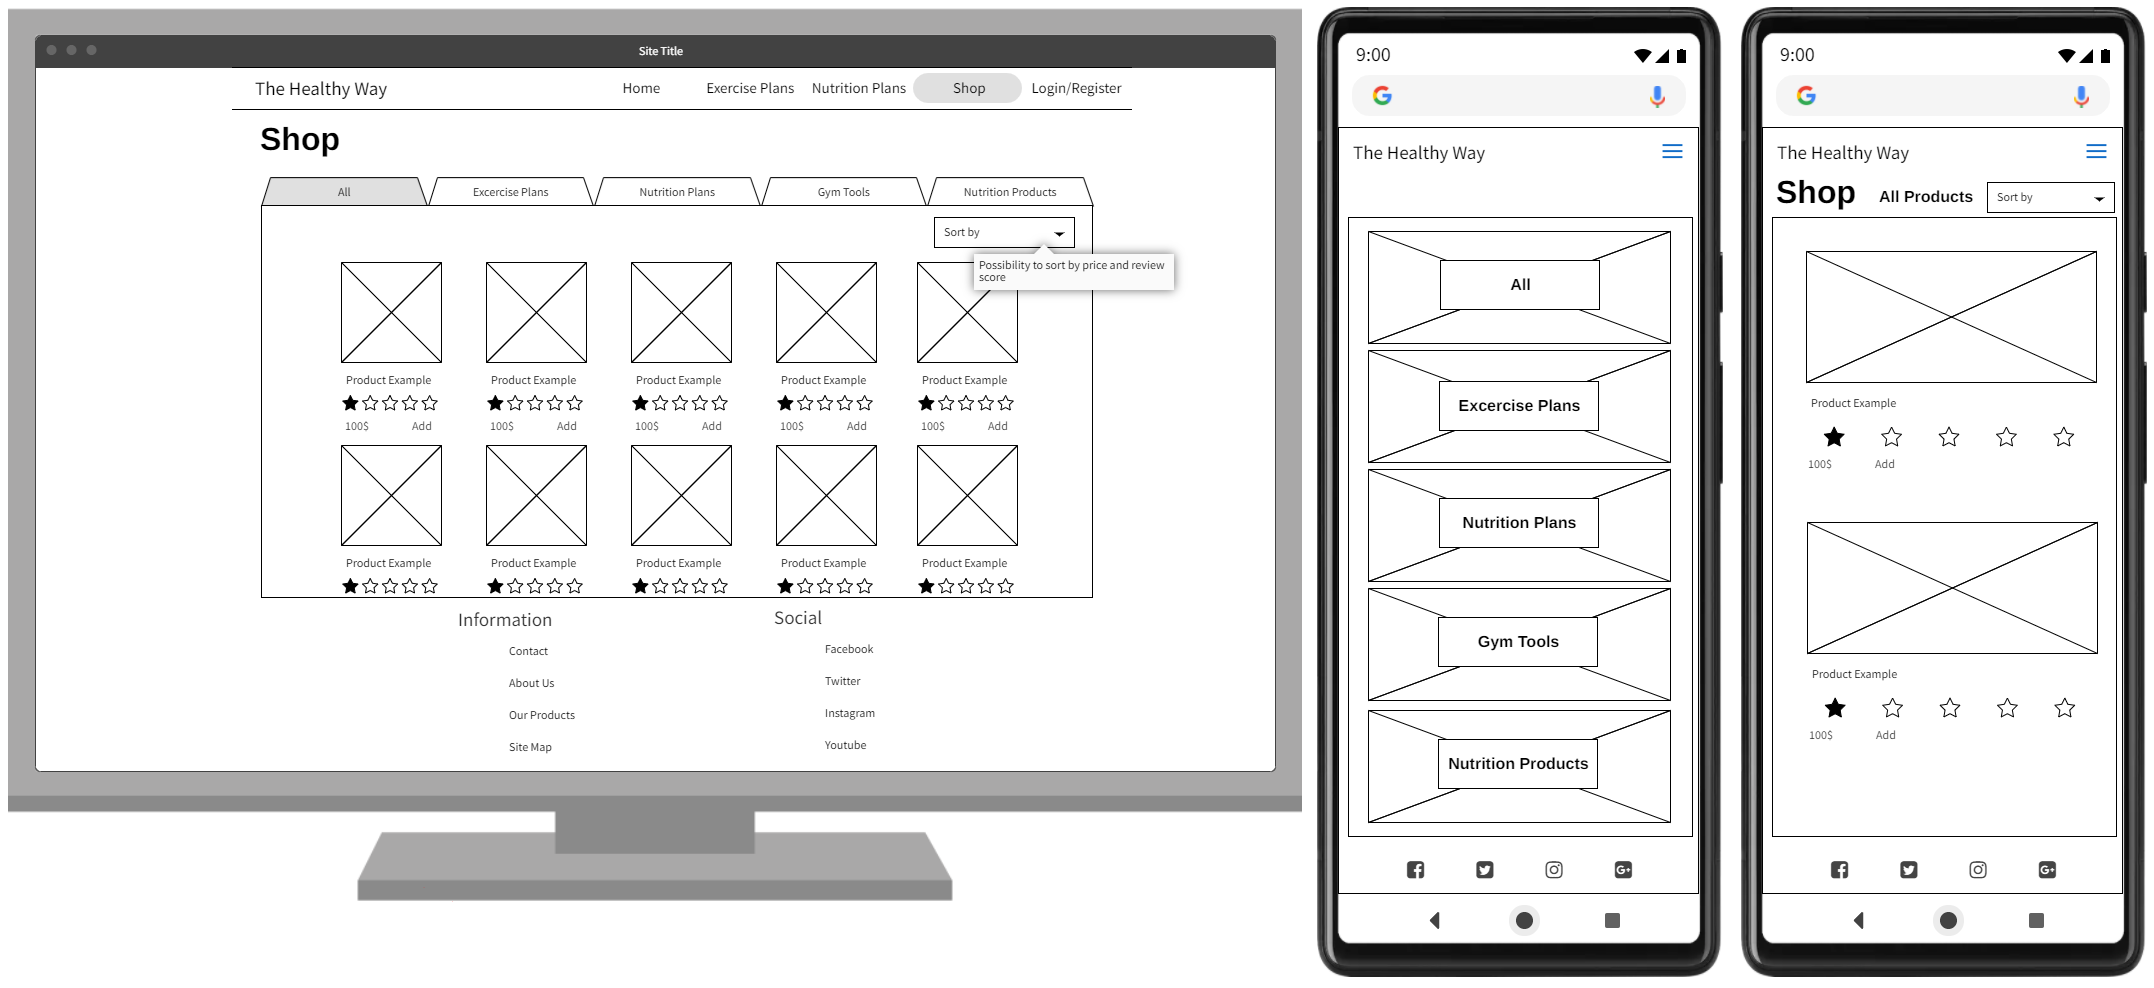 Site Title
The Healthy Way
Home Exercise Plans Nutrition Plans Shop Login/Register
Shop
All Excercise Plans Nutrition Plans Gym Tools Nutrition Products
Sort by
Possibility to sort by price and review
score
Product Example Product Example Product Example Product Example Product Example
100$ Add 100$ Add 100$ Add 100$ Add 100$ Add
Product Example Product Example Product Example Product Example Product Example
Information
Contact
About Us
Our Products
Site Map
Social
Facebook
Twitter
Instagram
Youtube
9:00
G
The Healthy Way
All
Excercise Plans
Nutrition Plans
Gym Tools
Nutrition Products
G+
9:00
G
The Healthy Way
Shop All Products Sort by
Product Example
100$ Add
Product Example
100$ Add
G+